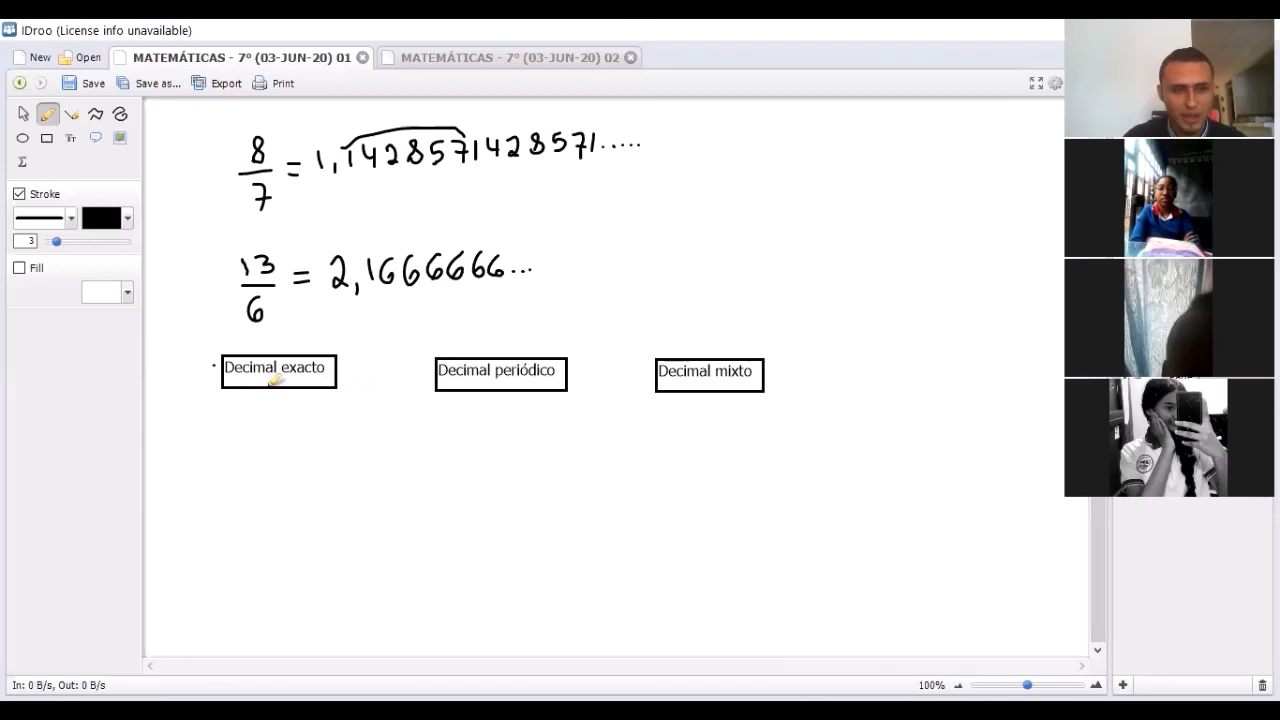 IDroo (License info unavailable)
New Open MATEMÁTICAS - 7º (03-JUN-20) 01 MATEMÁTICAS - 7º (03-JUN-20) 02
Save Save as... Export Print
Tr
Σ
Stroke
3
Fill
8/7 = 1,1428571428571.....
13/6 = 2,1666666...
Decimal exacto Decimal periódico Decimal mixto
In: 0 B/s, Out: 0 B/s 100%